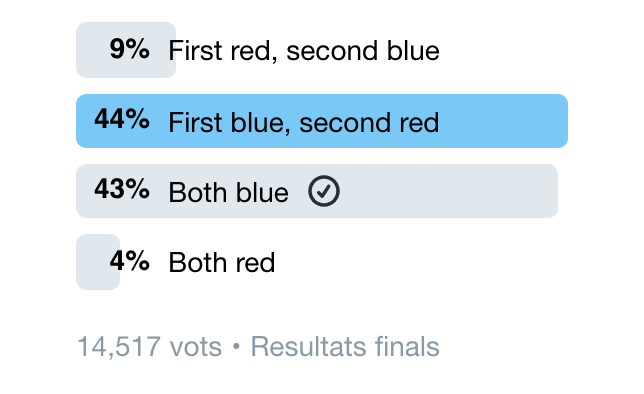 9% First red, second blue
44% First blue, second red
43% Both blue
4% Both red
14,517 vots • Resultats finals